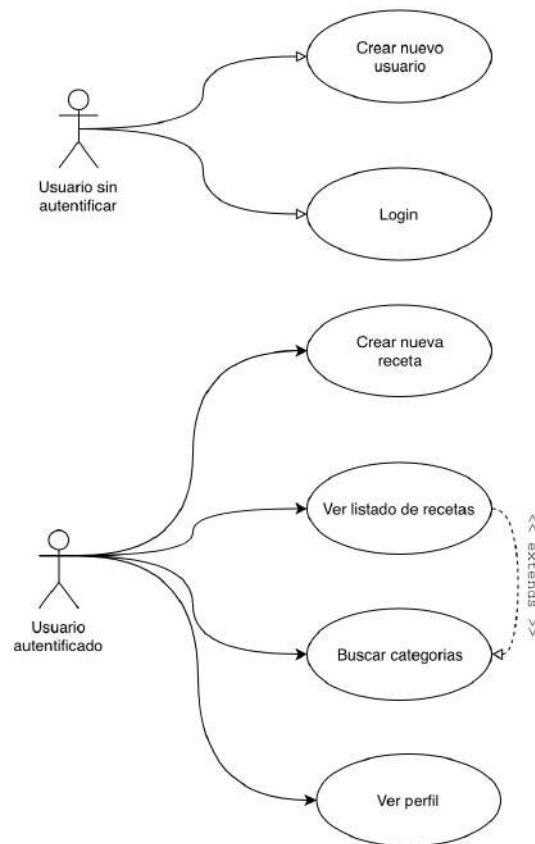 Crear nuevo
usuario
Usuario sin
autentificar
Login
Crear nueva
receta
Ver listado de recetas
<< extends >>
Usuario
autentificado
Buscar categorias
Ver perfil